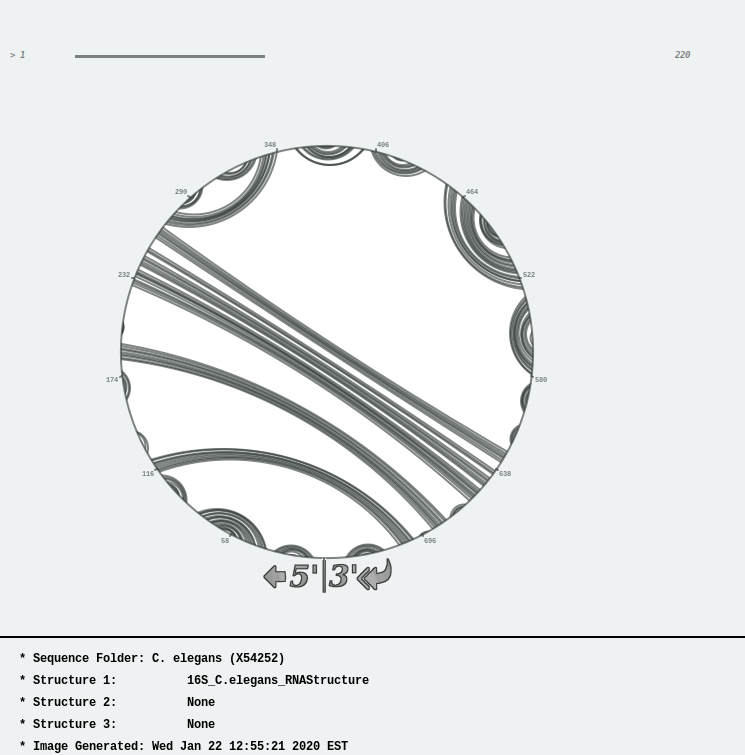 > 1 220
348 406
290 464
232 522
174 580
116 638
58 696
5' 3'
* Sequence Folder: C. elegans (X54252)
* Structure 1: 16S_C.elegans_RNAStructure
* Structure 2: None
* Structure 3: None
* Image Generated: Wed Jan 22 12:55:21 2020 EST